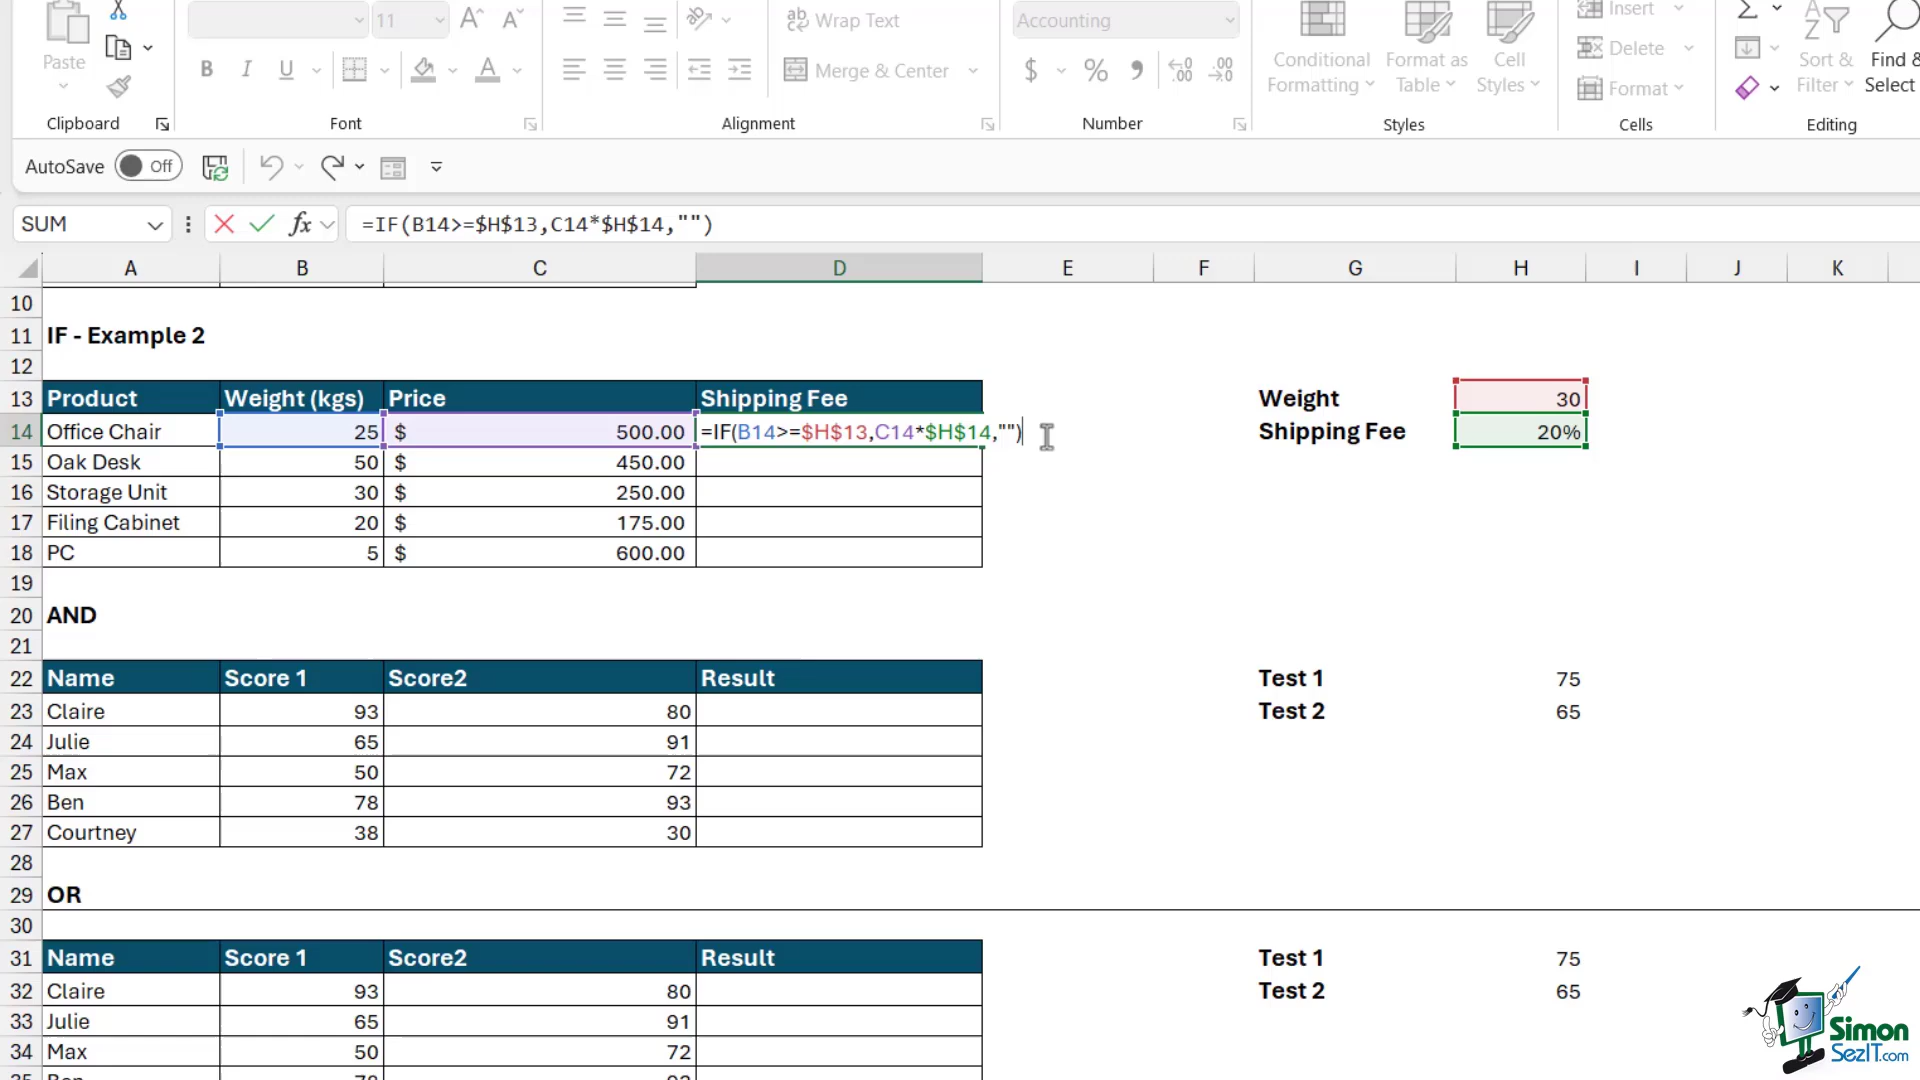 11
Wrap Text
Accounting
Insert
Paste
Conditional Formatting
Format as Table
Cell Styles
Delete
Format
Sort & Filter
Find &
Select
B I U
Merge & Center
$ % ,
Clipboard
Font
Alignment
Number
Styles
Cells
Editing
AutoSave Off
SUM
fx
=IF(B14>=$H$13,C14*$H$14,"")
A B C D E F G H I J K
10
11 IF - Example 2
12
13 Product Weight (kgs) Price Shipping Fee Weight 30
14 Office Chair 25 $ 500.00 =IF(B14>=$H$13,C14*$H$14,"") Shipping Fee 20%
15 Oak Desk 50 $ 450.00
16 Storage Unit 30 $ 250.00
17 Filing Cabinet 20 $ 175.00
18 PC 5 $ 600.00
19
20 AND
21
22 Name Score 1 Score2 Result Test 1 75
23 Claire 93 80 Test 2 65
24 Julie 65 91
25 Max 50 72
26 Ben 78 93
27 Courtney 38 30
28
29 OR
30
31 Name Score 1 Score2 Result Test 1 75
32 Claire 93 80 Test 2 65
33 Julie 65 91
34 Max 50 72
Simon
SezIT.com